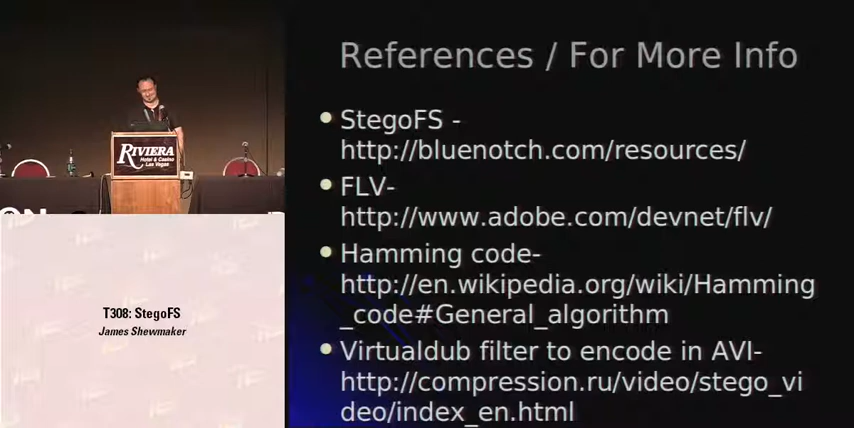 References / For More Info
StegoFS -
http://bluenotch.com/resources/
FLV-
http://www.adobe.com/devnet/flv/
Hamming code-
http://en.wikipedia.org/wiki/Hamming
_code#General_algorithm
Virtualdub filter to encode in AVI-
http://compression.ru/video/stego_vi
deo/index_en.html
RIVIERA
Hotel & Casino
Las Vegas
ON
T308: StegoFS
James Shewmaker